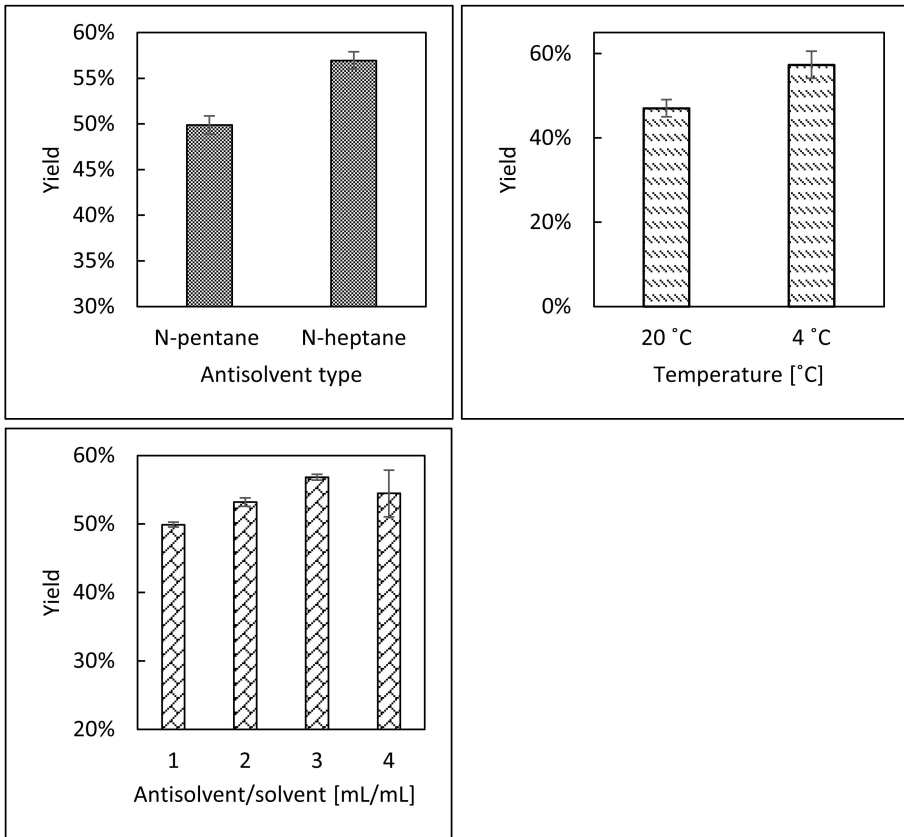 60%
55%
50%
45%
40%
35%
30%
Yield
N-pentane N-heptane
Antisolvent type
60%
40%
20%
0%
Yield
20 ˚C 4 ˚C
Temperature [˚C]
60%
50%
40%
30%
20%
Yield
1 2 3 4
Antisolvent/solvent [mL/mL]